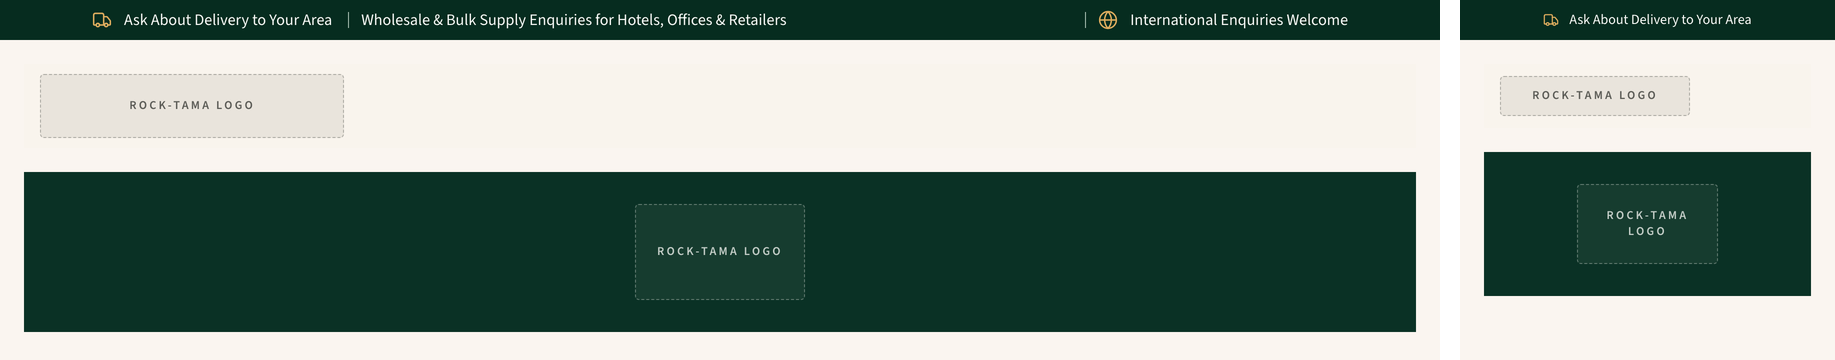 Ask About Delivery to Your Area | Wholesale & Bulk Supply Enquiries for Hotels, Offices & Retailers | International Enquiries Welcome
ROCK-TAMA LOGO
ROCK-TAMA LOGO
Ask About Delivery to Your Area
ROCK-TAMA LOGO
ROCK-TAMA
LOGO